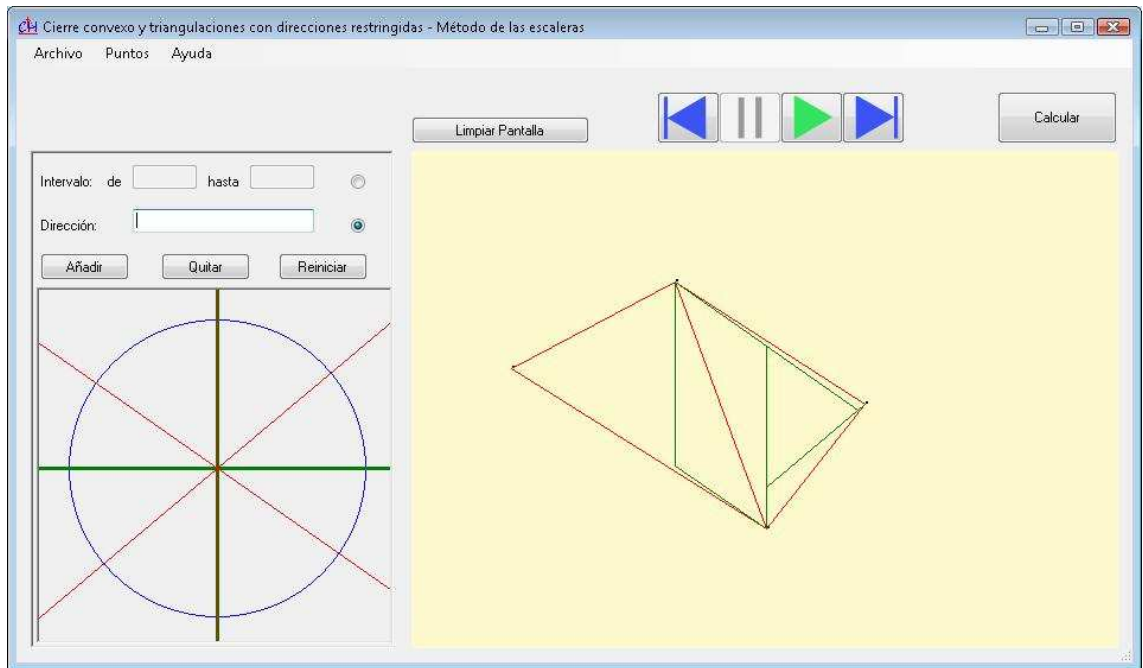 CH Cierre convexo y triangulaciones con direcciones restringidas - Método de las escaleras
Archivo Puntos Ayuda
Limpiar Pantalla
Calcular
Intervalo: de hasta
Dirección:
Añadir Quitar Reiniciar